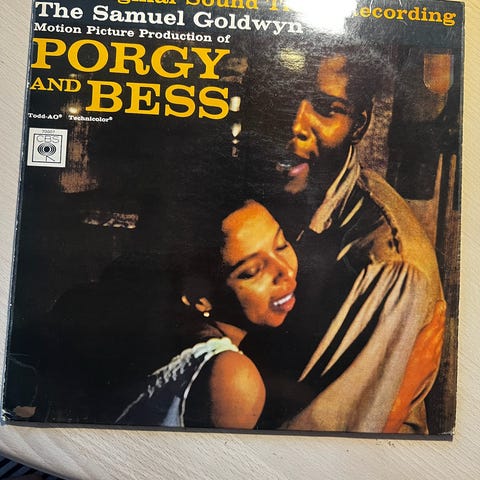 Sound Recording
The Samuel Goldwyn
Motion Picture Production of
PORGY
AND BESS
Todd-AO® Technicolor®
CBS